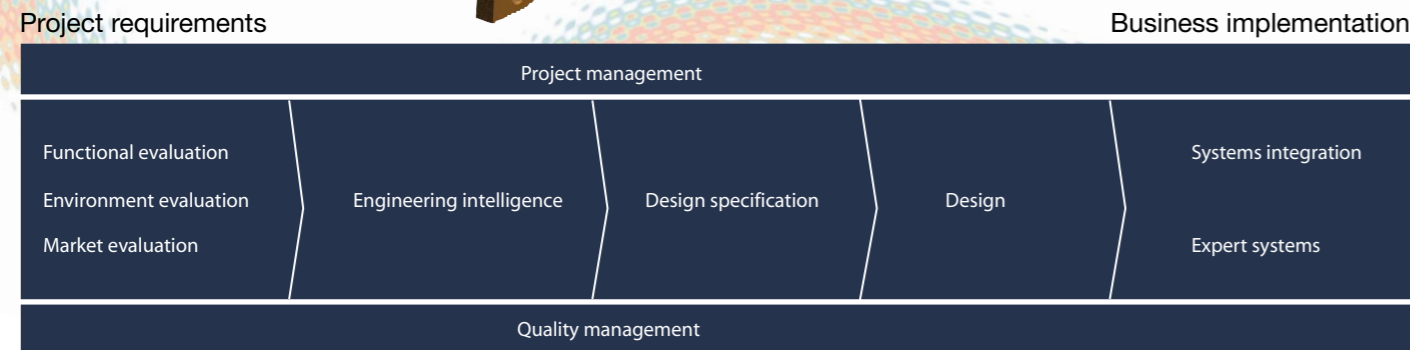 Project requirements
Business implementation
Project management
Functional evaluation
Environment evaluation
Market evaluation
Engineering intelligence
Design specification
Design
Systems integration
Expert systems
Quality management